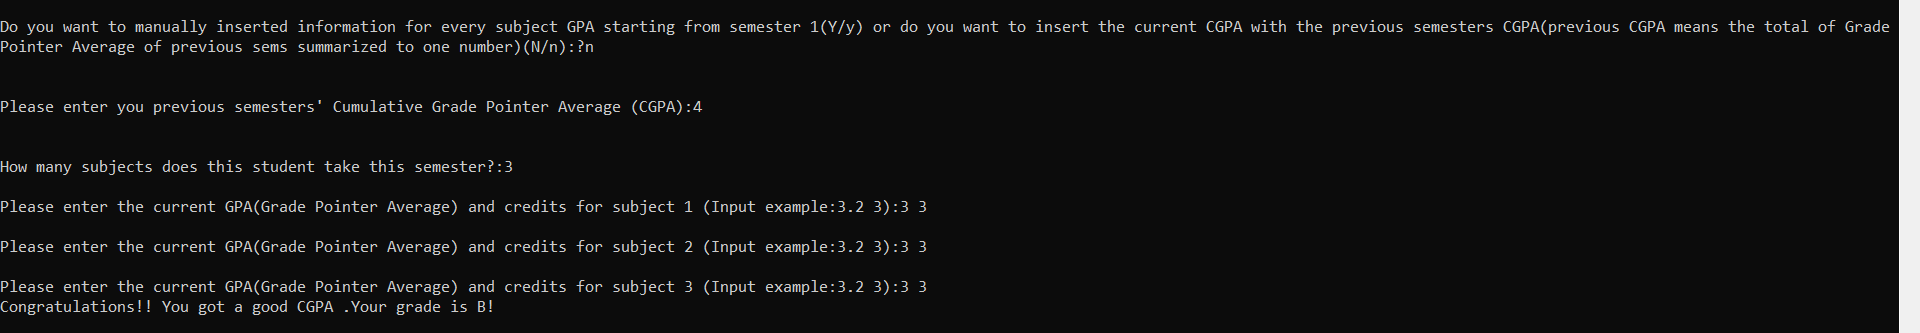 Do you want to manually inserted information for every subject GPA starting from semester 1(Y/y) or do you want to insert the current CGPA with the previous semesters CGPA(previous CGPA means the total of Grade
Pointer Average of previous sems summarized to one number)(N/n):?n
Please enter you previous semesters' Cumulative Grade Pointer Average (CGPA):4
How many subjects does this student take this semester?:3
Please enter the current GPA(Grade Pointer Average) and credits for subject 1 (Input example:3.2 3):3 3
Please enter the current GPA(Grade Pointer Average) and credits for subject 2 (Input example:3.2 3):3 3
Please enter the current GPA(Grade Pointer Average) and credits for subject 3 (Input example:3.2 3):3 3
Congratulations!! You got a good CGPA .Your grade is B!